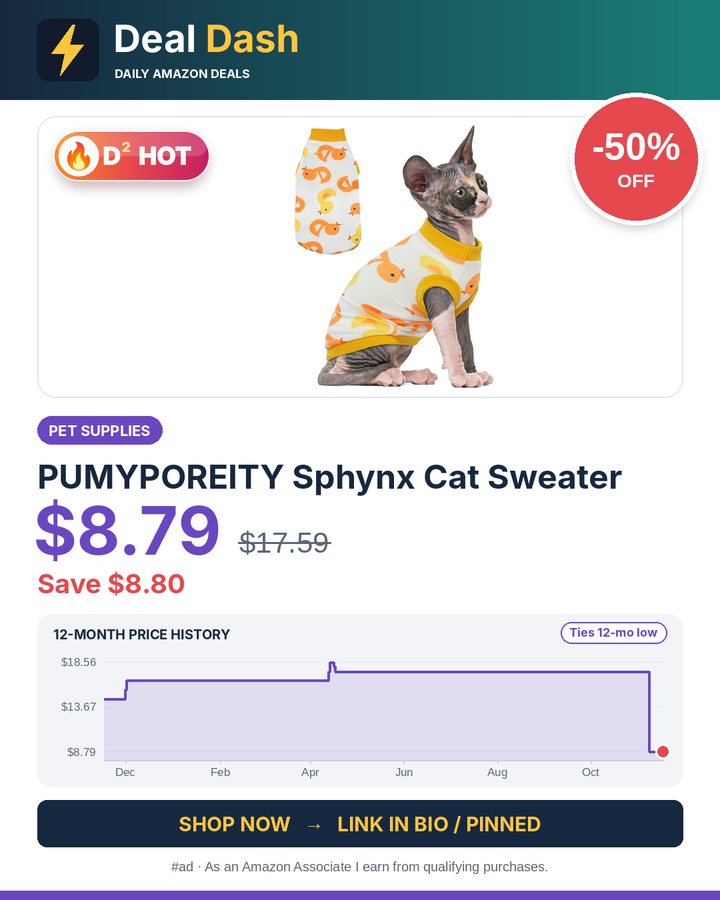 Deal Dash
DAILY AMAZON DEALS
D² HOT
-50%
OFF
PET SUPPLIES
PUMYPOREITY Sphynx Cat Sweater
$8.79 $17.59
Save $8.80
12-MONTH PRICE HISTORY
Ties 12-mo low
$18.56
$13.67
$8.79
Dec Feb Apr Jun Aug Oct
SHOP NOW → LINK IN BIO / PINNED
#ad · As an Amazon Associate I earn from qualifying purchases.